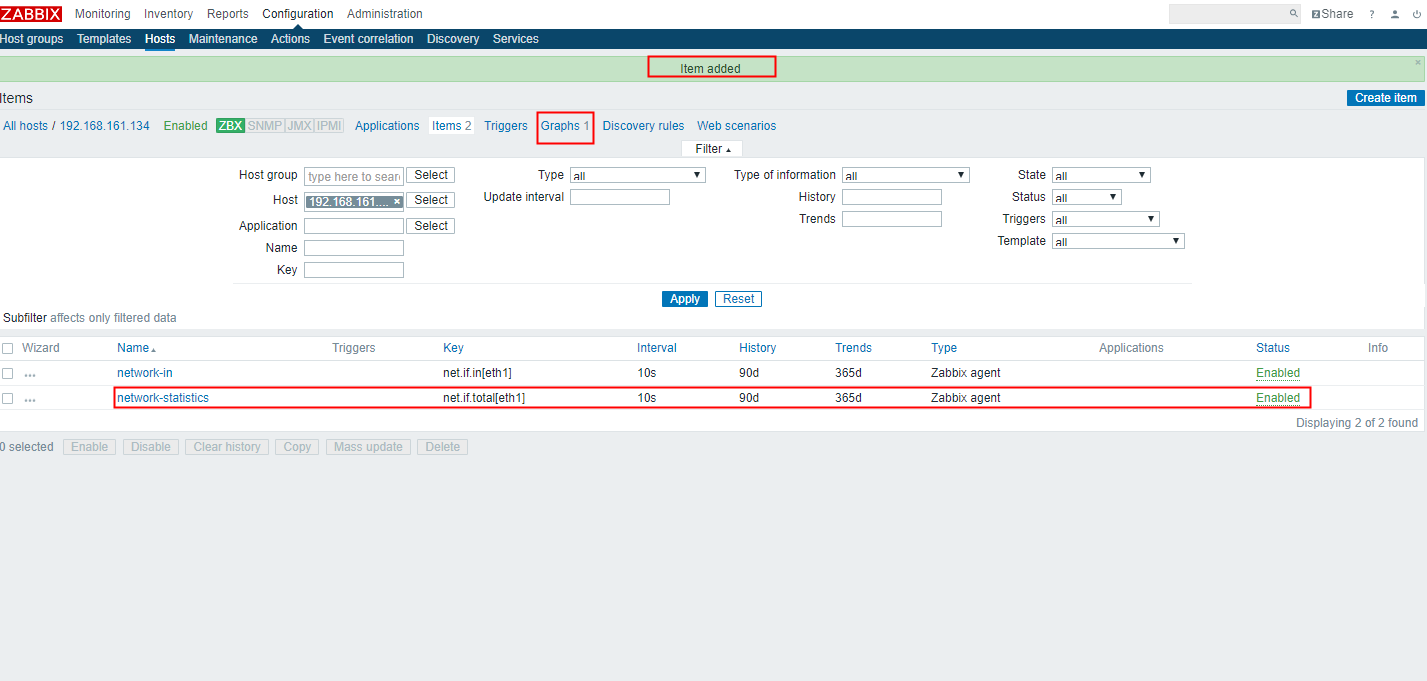 ZABBIX Monitoring Inventory Reports Configuration Administration Share ?
Host groups Templates Hosts Maintenance Actions Event correlation Discovery Services
Item added
Items Create item
All hosts / 192.168.161.134 Enabled ZBX SNMP JMX IPMI Applications Items 2 Triggers Graphs 1 Discovery rules Web scenarios
Filter
Host group type here to search Select Type all Type of information all State all
Host 192.168.161.... Select Update interval History Status all
Application Select Trends Triggers all
Name Template all
Key
Apply Reset
Subfilter affects only filtered data
Wizard Name Triggers Key Interval History Trends Type Applications Status Info
... network-in net.if.in[eth1] 10s 90d 365d Zabbix agent Enabled
... network-statistics net.if.total[eth1] 10s 90d 365d Zabbix agent Enabled
Displaying 2 of 2 found
0 selected Enable Disable Clear history Copy Mass update Delete